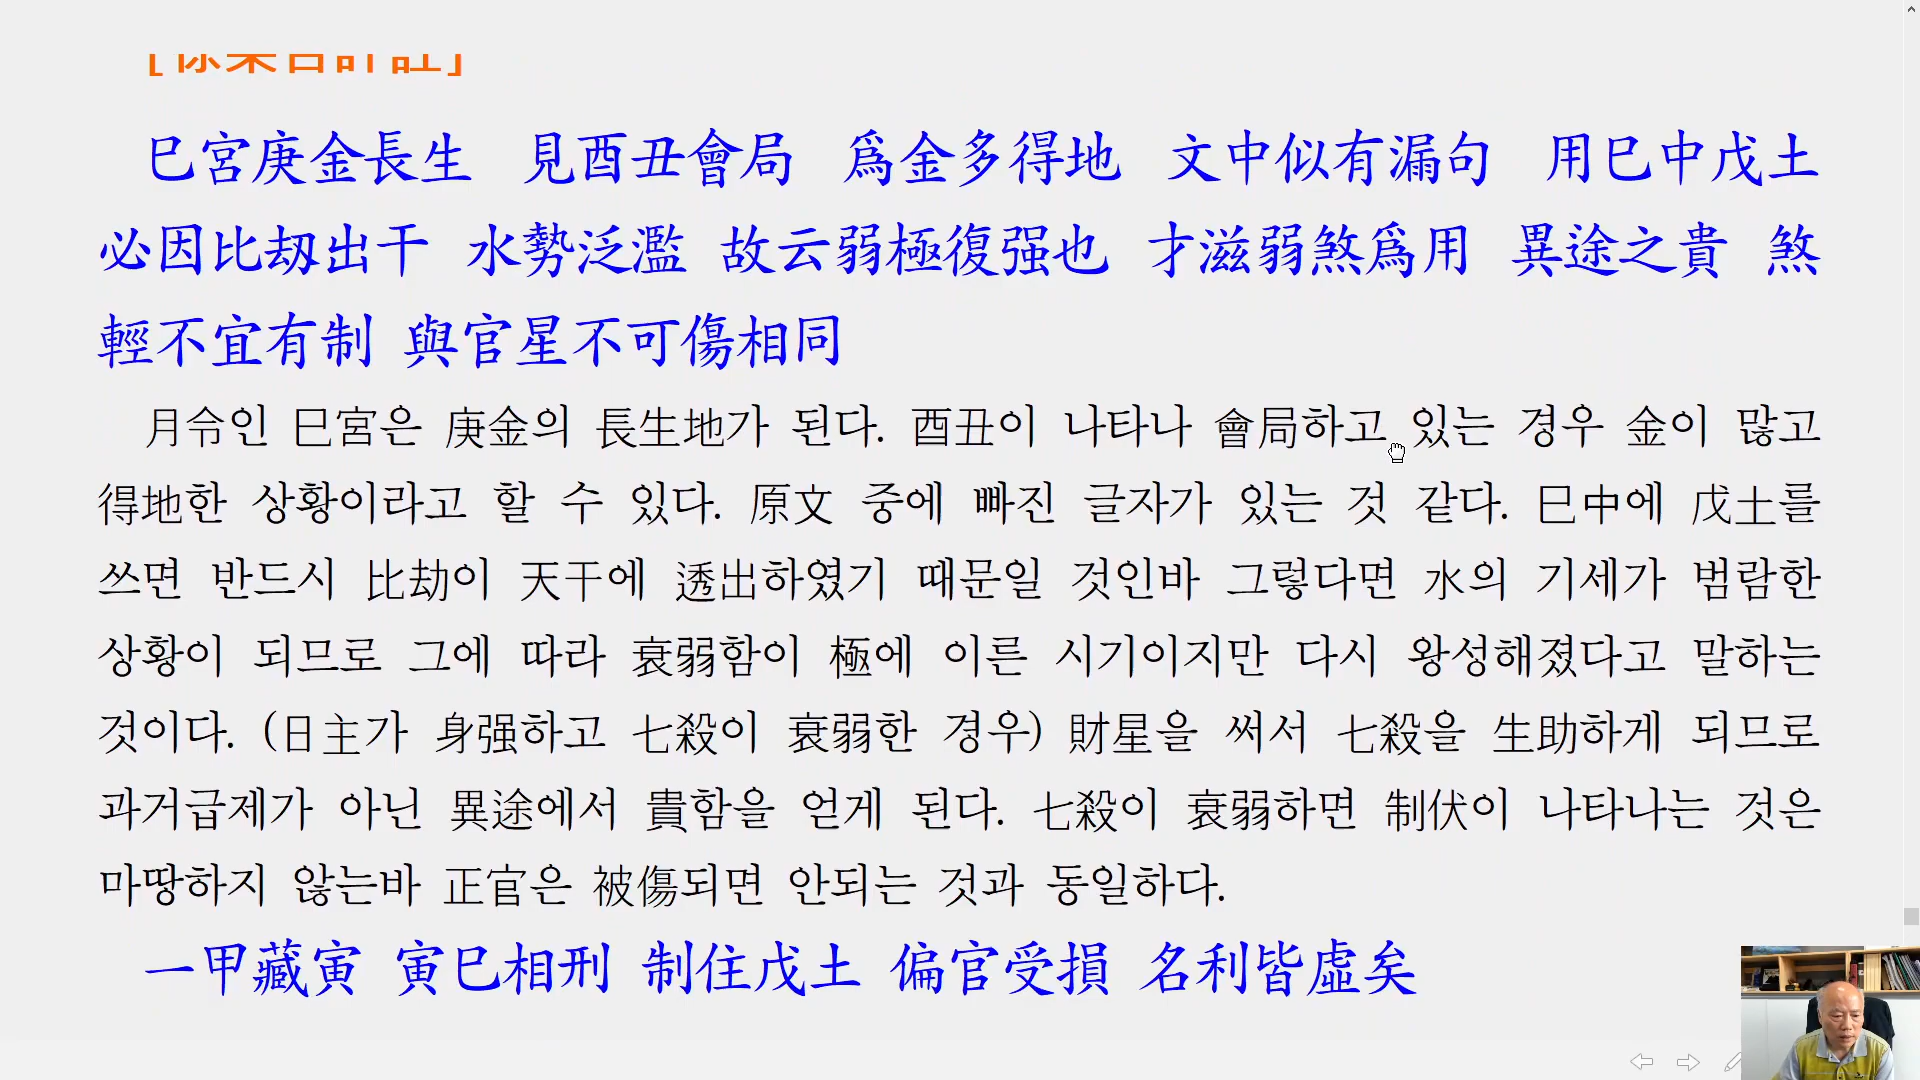 巳宮庚金長生 見酉丑會局 爲金多得地 文中似有漏句 用巳中戊土
必因比刼出干 水勢泛濫 故云弱極復强也 才滋弱煞爲用 異途之貴 煞
輕不宜有制 與官星不可傷相同
月令인 巳宮은 庚金의 長生地가 된다. 酉丑이 나타나 會局하고 있는 경우 金이 많고
得地한 상황이라고 할 수 있다. 原文 중에 빠진 글자가 있는 것 같다. 巳中에 戊土를
쓰면 반드시 比劫이 天干에 透出하였기 때문일 것인바 그렇다면 水의 기세가 범람한
상황이 되므로 그에 따라 衰弱함이 極에 이른 시기이지만 다시 왕성해졌다고 말하는
것이다. (日主가 身强하고 七殺이 衰弱한 경우) 財星을 써서 七殺을 生助하게 되므로
과거급제가 아닌 異途에서 貴함을 얻게 된다. 七殺이 衰弱하면 制伏이 나타나는 것은
마땅하지 않는바 正官은 被傷되면 안되는 것과 동일하다.
一甲藏寅 寅巳相刑 制住戊土 偏官受損 名利皆虛矣